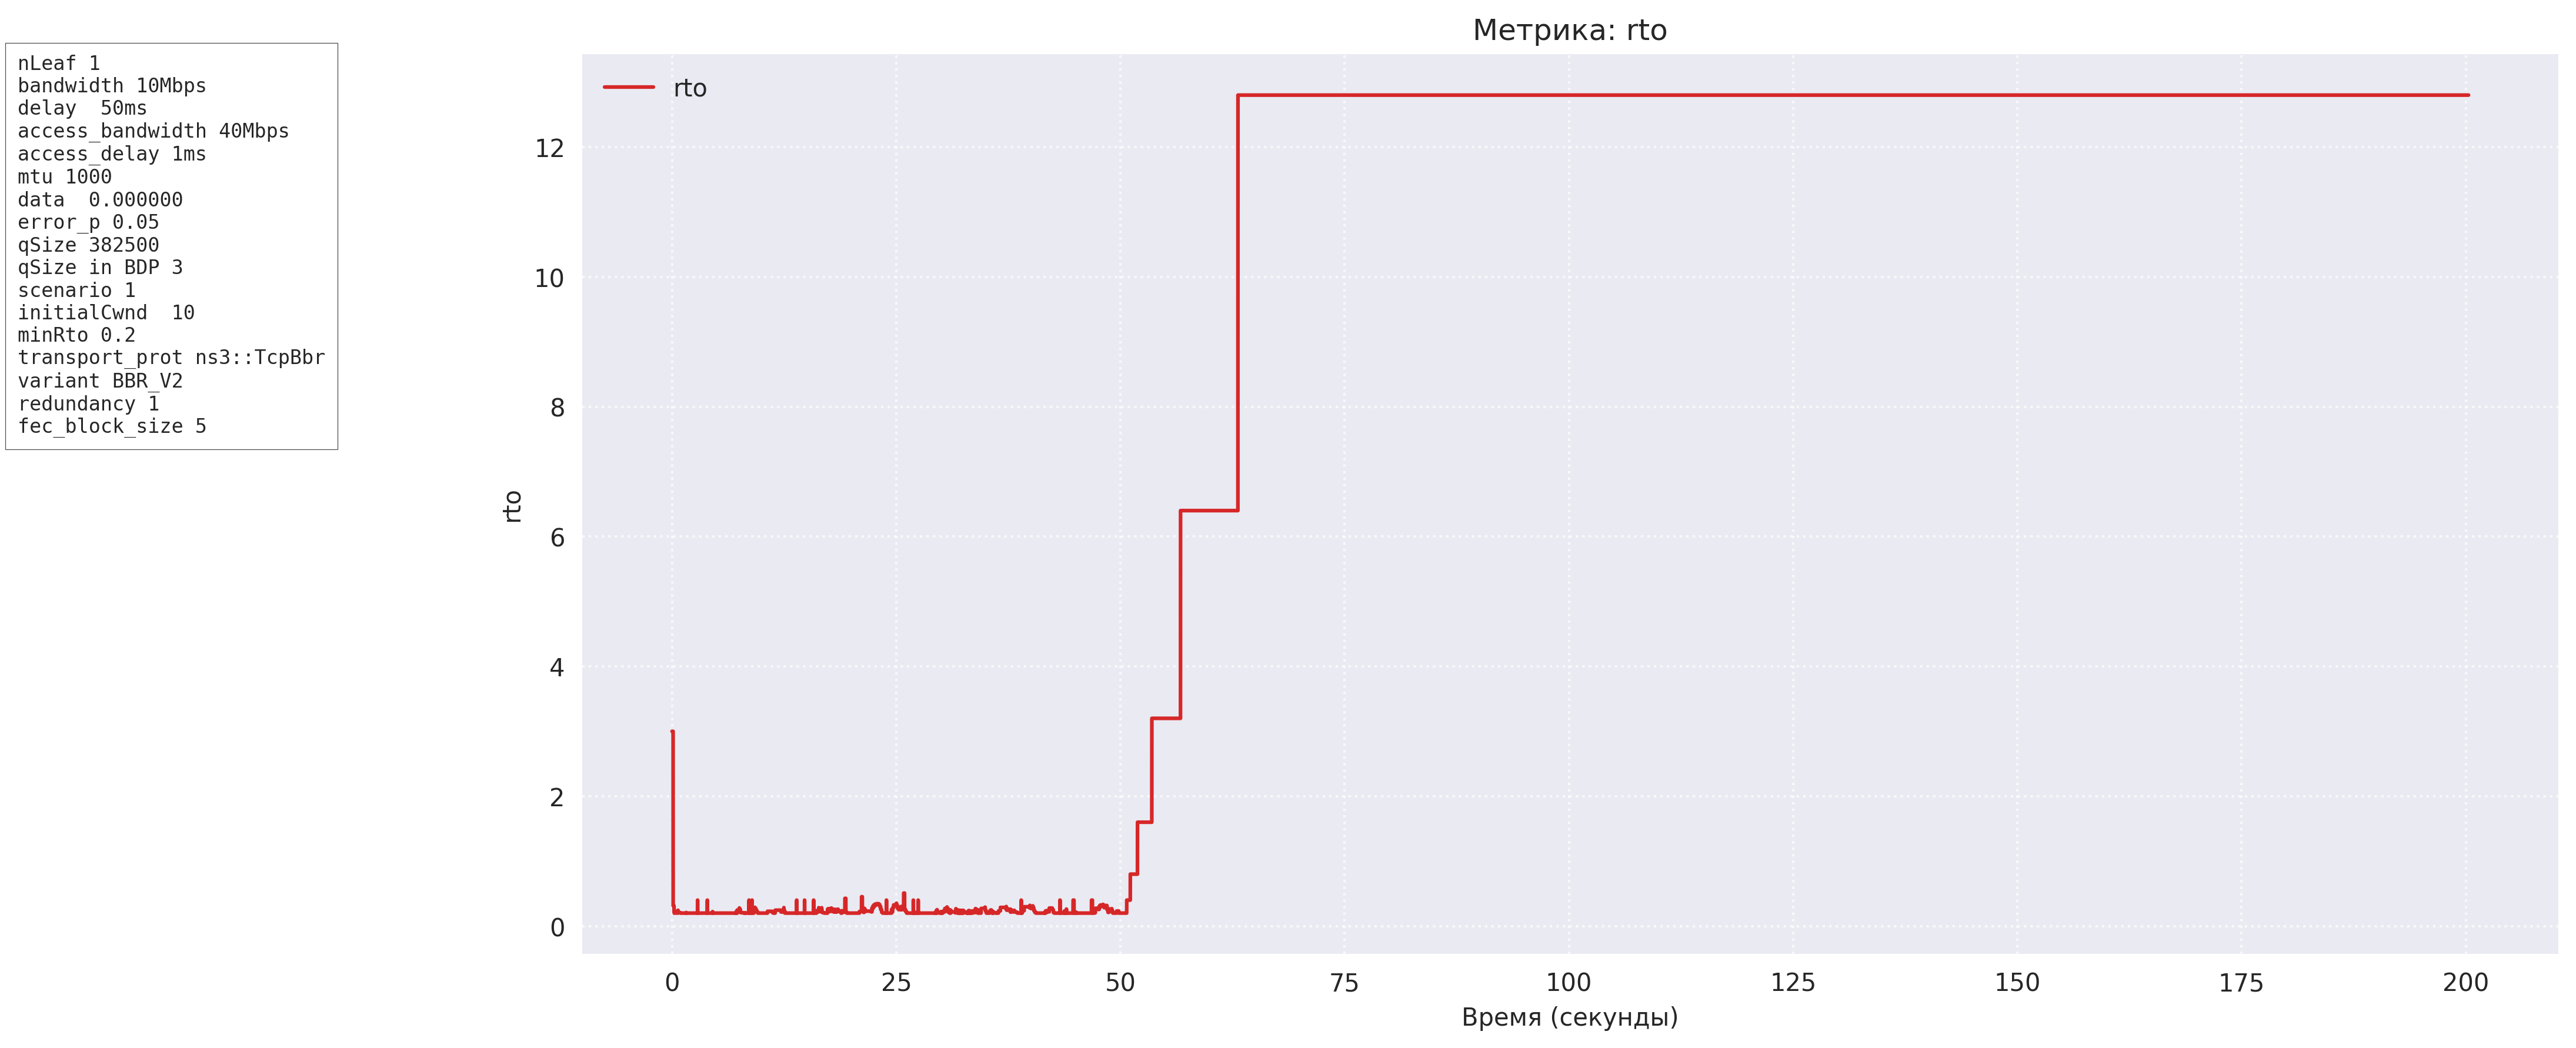 Метрика: rto
nLeaf 1
bandwidth 10Mbps
delay  50ms
access_bandwidth 40Mbps
access_delay 1ms
mtu 1000
data  0.000000
error_p 0.05
qSize 382500
qSize in BDP 3
scenario 1
initialCwnd  10
minRto 0.2
transport_prot ns3::TcpBbr
variant BBR_V2
redundancy 1
fec_block_size 5
rto
rto
12
10
8
6
4
2
0
0 25 50 75 100 125 150 175 200
Время (секунды)